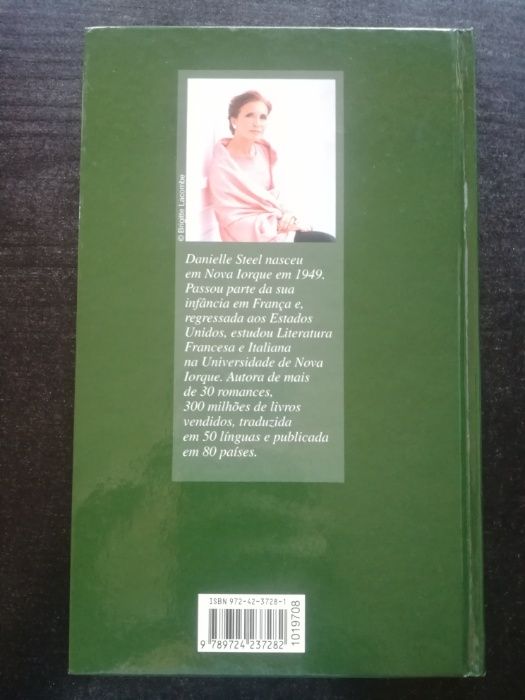 © Brigitte Lacombe
Danielle Steel nasceu
em Nova Iorque em 1949.
Passou parte da sua
infância em França e,
regressada aos Estados
Unidos, estudou Literatura
Francesa e Italiana
na Universidade de Nova
Iorque. Autora de mais
de 30 romances,
300 milhões de livros
vendidos, traduzida
em 50 línguas e publicada
em 80 países.
ISBN 972-42-3728-1
9 789724 237282
1019708